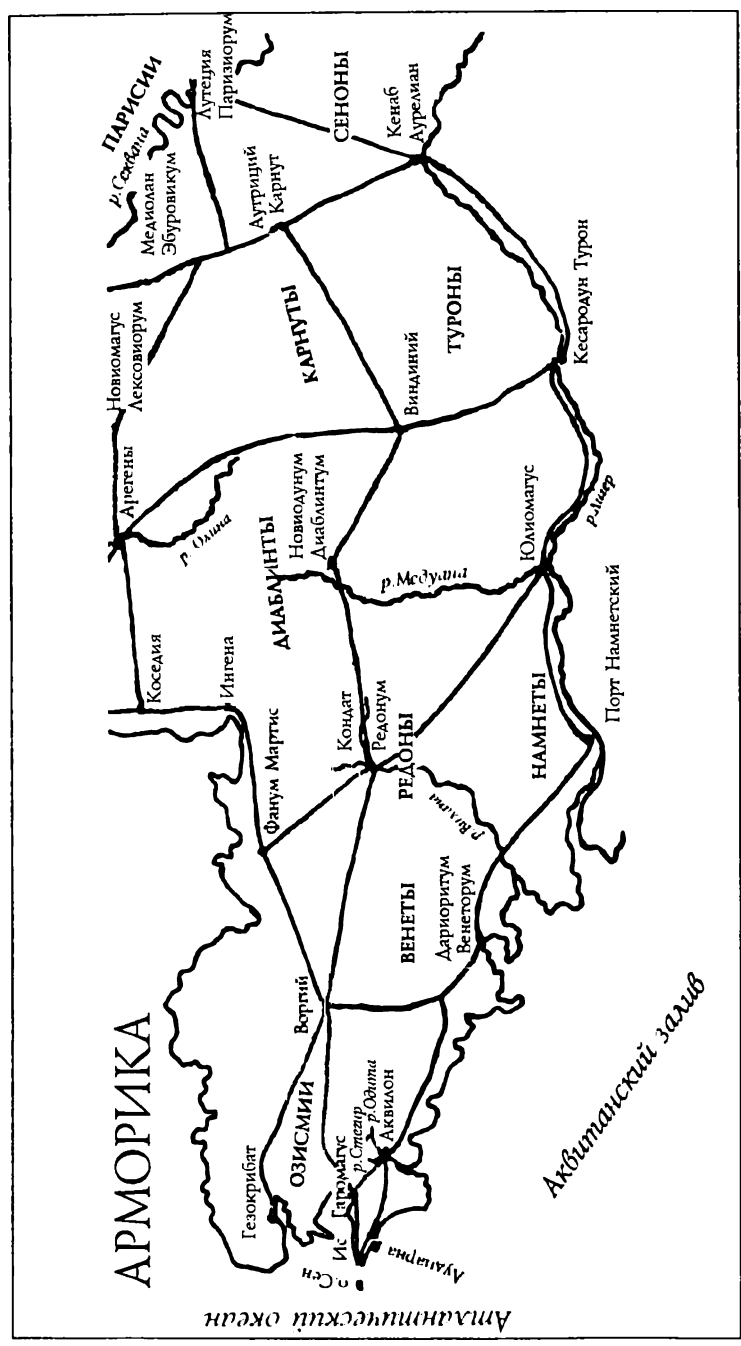 АРМОРИКА
Атлантический океан
Аквитанский залив
о.Сен
Ис
Гаромагус
Лудмарна
р.Стегир
р.Одита
Аквилон
Гезокрибат
ОЗИСМИИ
Воргий
ВЕНЕТЫ
Дариоритум
Венеторум
Фанум Мартис
Ингена
Коседия
Кондат
Редонум
РЕДОНЫ
НАМНЕТЫ
Порт Намнетский
ДИАБЛИНТЫ
р.Олина
Арегены
Новиодунум
Диаблинтум
р.Медуана
Юлиомагус
р.Лигер
Новиомагус
Лексовиорум
КАРНУТЫ
Виндиний
ТУРОНЫ
Кесародун Турон
ПАРИСИИ
р.Секвана
Медиолан
Эбуровикум
Лутеция
Паризиорум
Аутриций
Карнут
СЕНОНЫ
Кенаб
Аурелиан